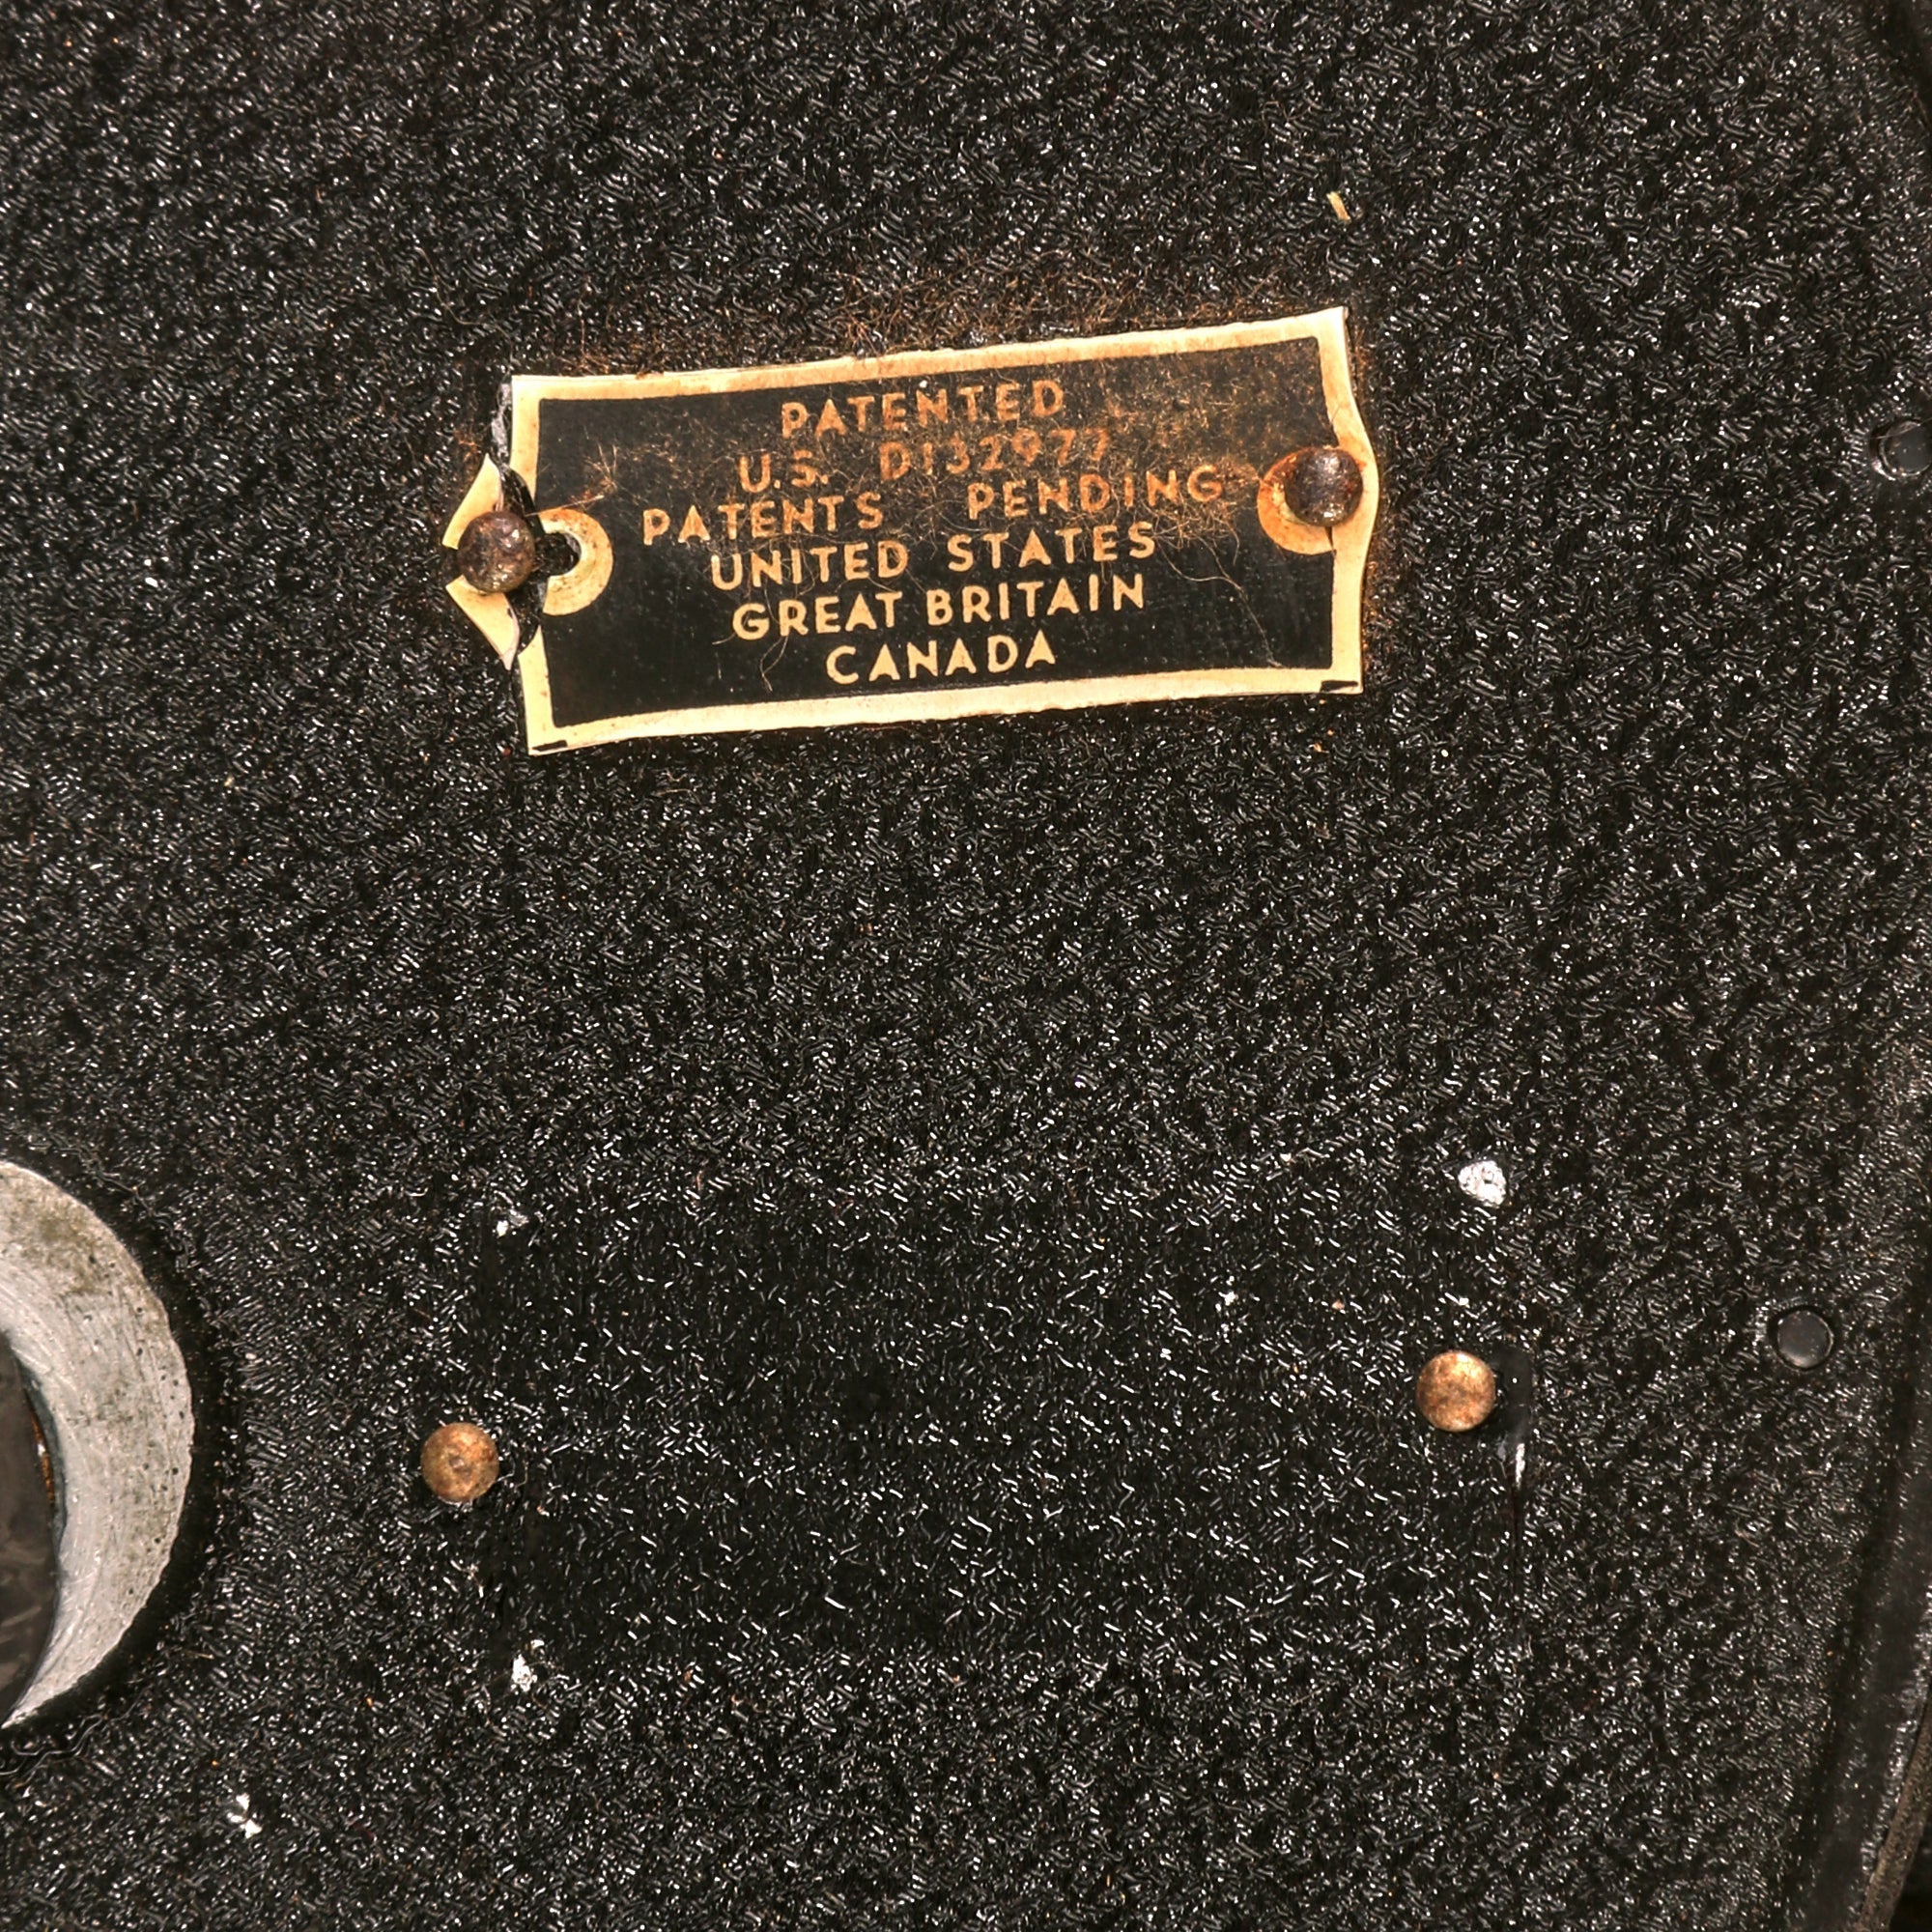 PATENTED
U.S. D132977
PATENTS PENDING
UNITED STATES
GREAT BRITAIN
CANADA